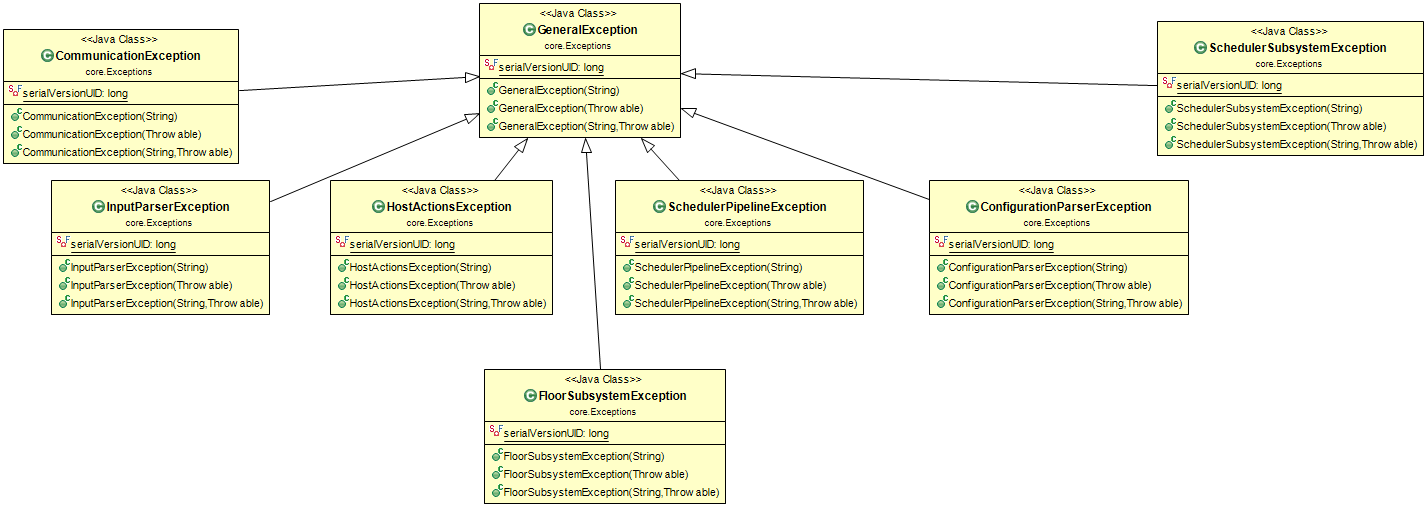 <<Java Class>>
GeneralException
core.Exceptions
serialVersionUID: long
GeneralException(String)
GeneralException(Throw able)
GeneralException(String,Throw able)
<<Java Class>>
CommunicationException
core.Exceptions
serialVersionUID: long
CommunicationException(String)
CommunicationException(Throw able)
CommunicationException(String,Throw able)
<<Java Class>>
SchedulerSubsystemException
core.Exceptions
serialVersionUID: long
SchedulerSubsystemException(String)
SchedulerSubsystemException(Throw able)
SchedulerSubsystemException(String,Throw able)
<<Java Class>>
InputParserException
core.Exceptions
serialVersionUID: long
InputParserException(String)
InputParserException(Throw able)
InputParserException(String,Throw able)
<<Java Class>>
HostActionsException
core.Exceptions
serialVersionUID: long
HostActionsException(String)
HostActionsException(Throw able)
HostActionsException(String,Throw able)
<<Java Class>>
SchedulerPipelineException
core.Exceptions
serialVersionUID: long
SchedulerPipelineException(String)
SchedulerPipelineException(Throw able)
SchedulerPipelineException(String,Throw able)
<<Java Class>>
ConfigurationParserException
core.Exceptions
serialVersionUID: long
ConfigurationParserException(String)
ConfigurationParserException(Throw able)
ConfigurationParserException(String,Throw able)
<<Java Class>>
FloorSubsystemException
core.Exceptions
serialVersionUID: long
FloorSubsystemException(String)
FloorSubsystemException(Throw able)
FloorSubsystemException(String,Throw able)